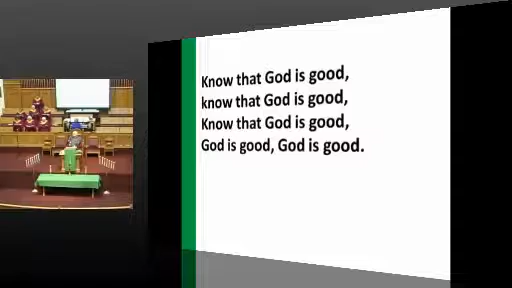 Know that God is good,
know that God is good,
Know that God is good,
God is good, God is good.